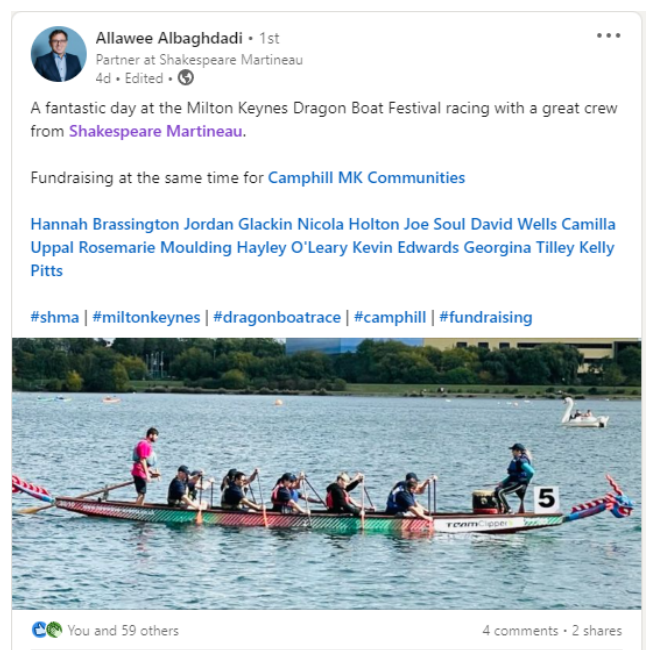 Allawee Albaghdadi • 1st
Partner at Shakespeare Martineau
4d • Edited •
A fantastic day at the Milton Keynes Dragon Boat Festival racing with a great crew
from Shakespeare Martineau.
Fundraising at the same time for Camphill MK Communities
Hannah Brassington Jordan Glackin Nicola Holton Joe Soul David Wells Camilla
Uppal Rosemarie Moulding Hayley O'Leary Kevin Edwards Georgina Tilley Kelly
Pitts
#shma | #miltonkeynes | #dragonboatrace | #camphill | #fundraising
5
TEAMClipper
You and 59 others
4 comments • 2 shares